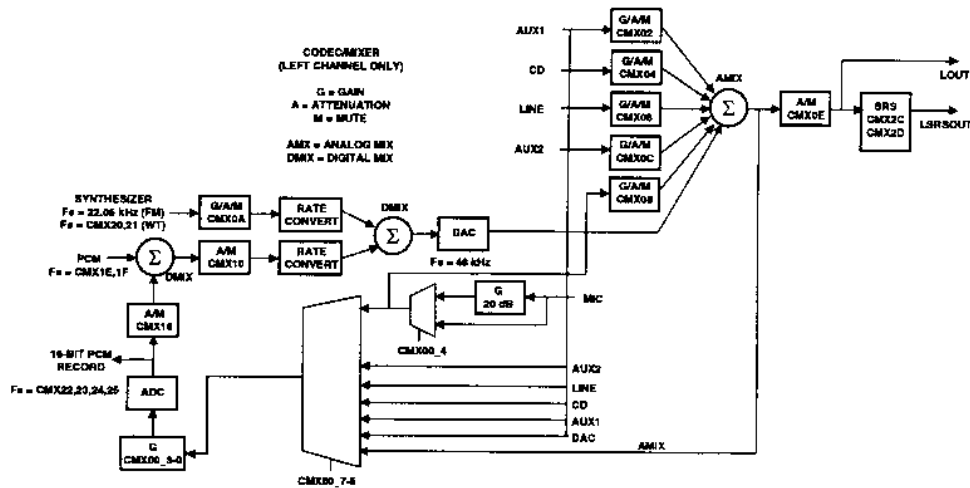 AUX1
G/A/M
CMX02
CODEC/MIXER
(LEFT CHANNEL ONLY)
CD
G/A/M
CMX04
AMIX
LOUT
G = GAIN
A = ATTENUATION
M = MUTE
LINE
G/A/M
CMX06
Σ
A/M
CMX0E
SRS
CMX2C
CMX2D
LSRSOUT
AMX = ANALOG MIX
DMIX = DIGITAL MIX
AUX2
G/A/M
CMX0C
G/A/M
CMX08
SYNTHESIZER
Fs = 22.05 kHz (FM)
Fs = CMX20,21 (WT)
G/A/M
CMX0A
RATE
CONVERT
DMIX
Σ
DAC
Fs = 48 kHz
PCM
Fs = CMX1E,1F
Σ
DMIX
A/M
CMX10
RATE
CONVERT
A/M
CMX16
G
20 dB
MIC
CMX00_4
16-BIT PCM
RECORD
Fs = CMX22,23,24,25
ADC
AUX2
LINE
CD
AUX1
DAC
AMIX
G
CMX00_3-0